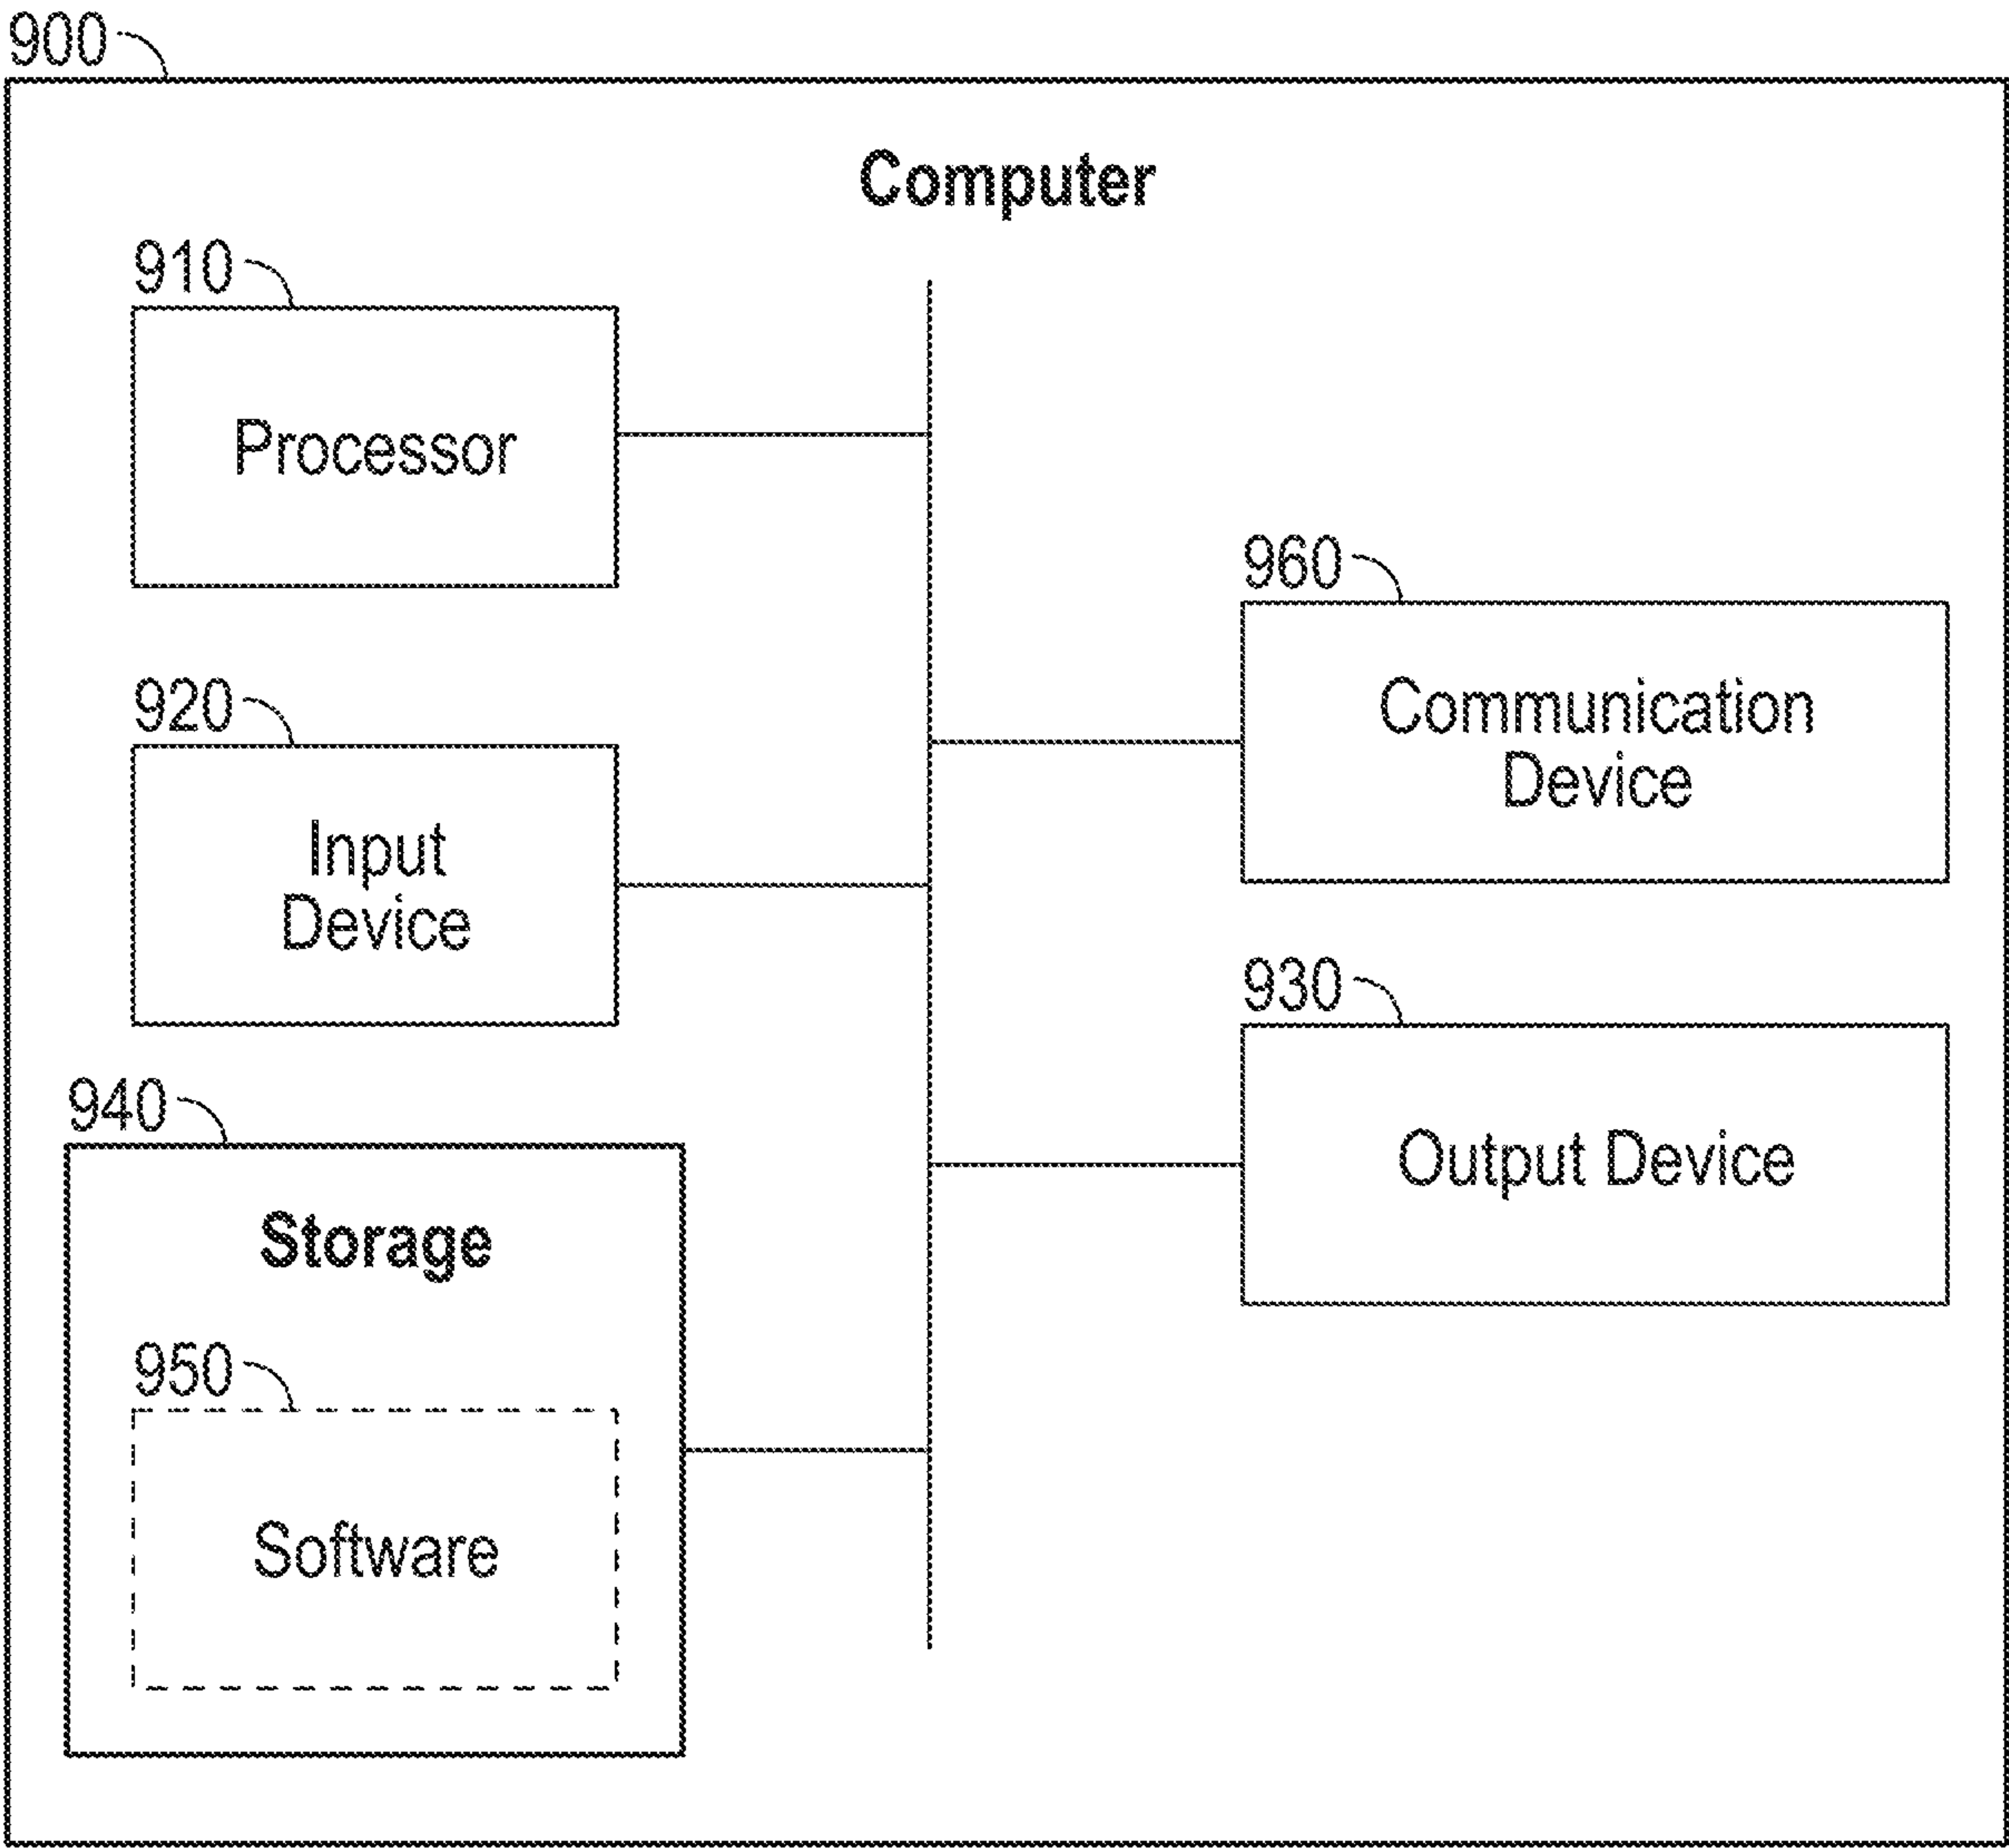 900
Computer
910
Processor
960
Communication
Device
920
Input
Device
930
Output Device
940
Storage
950
Software